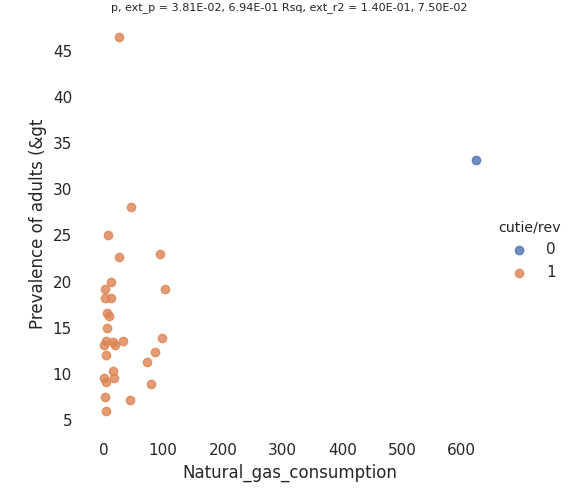 p, ext_p = 3.81E-02, 6.94E-01 Rsq, ext_r2 = 1.40E-01, 7.50E-02
45
40
35
30
25
20
15
10
5
Prevalence of adults (&gt
cutie/rev
0
1
0 100 200 300 400 500 600
Natural_gas_consumption